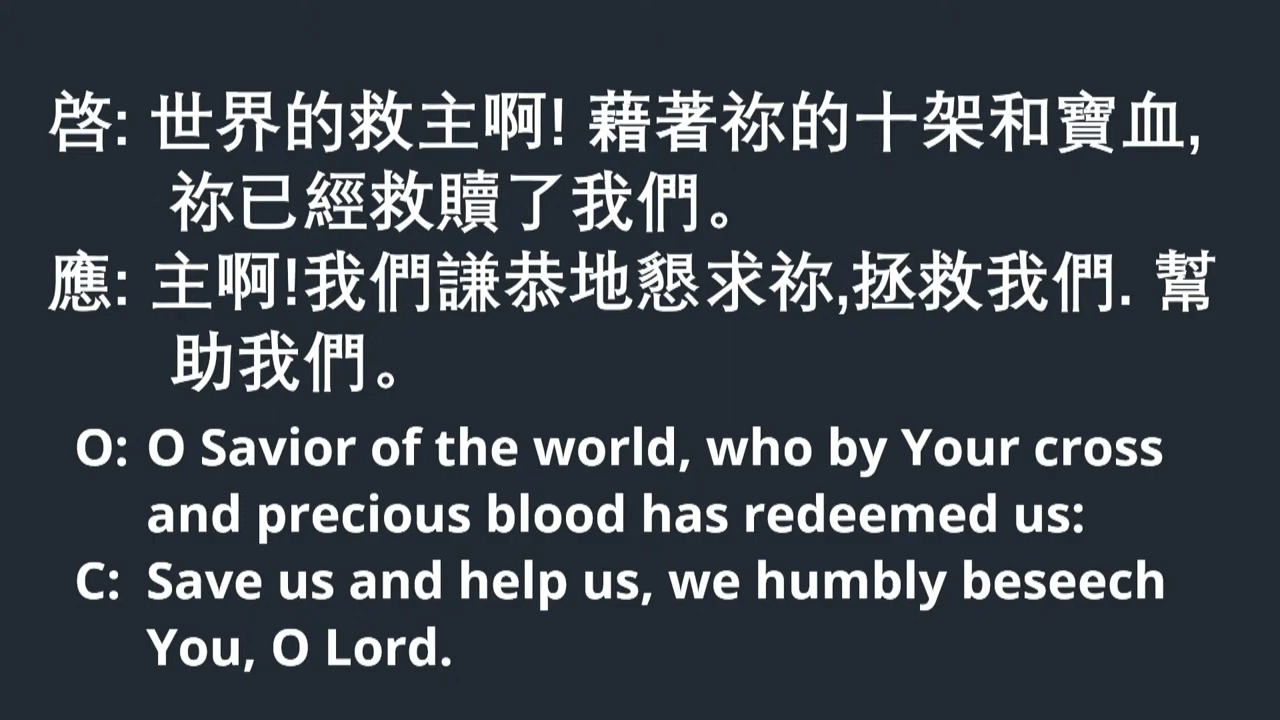 啓: 世界的救主啊! 藉著祢的十架和寶血,
祢已經救贖了我們。
應: 主啊!我們謙恭地懇求祢,拯救我們. 幫
助我們。
O: O Savior of the world, who by Your cross
and precious blood has redeemed us:
C: Save us and help us, we humbly beseech
You, O Lord.